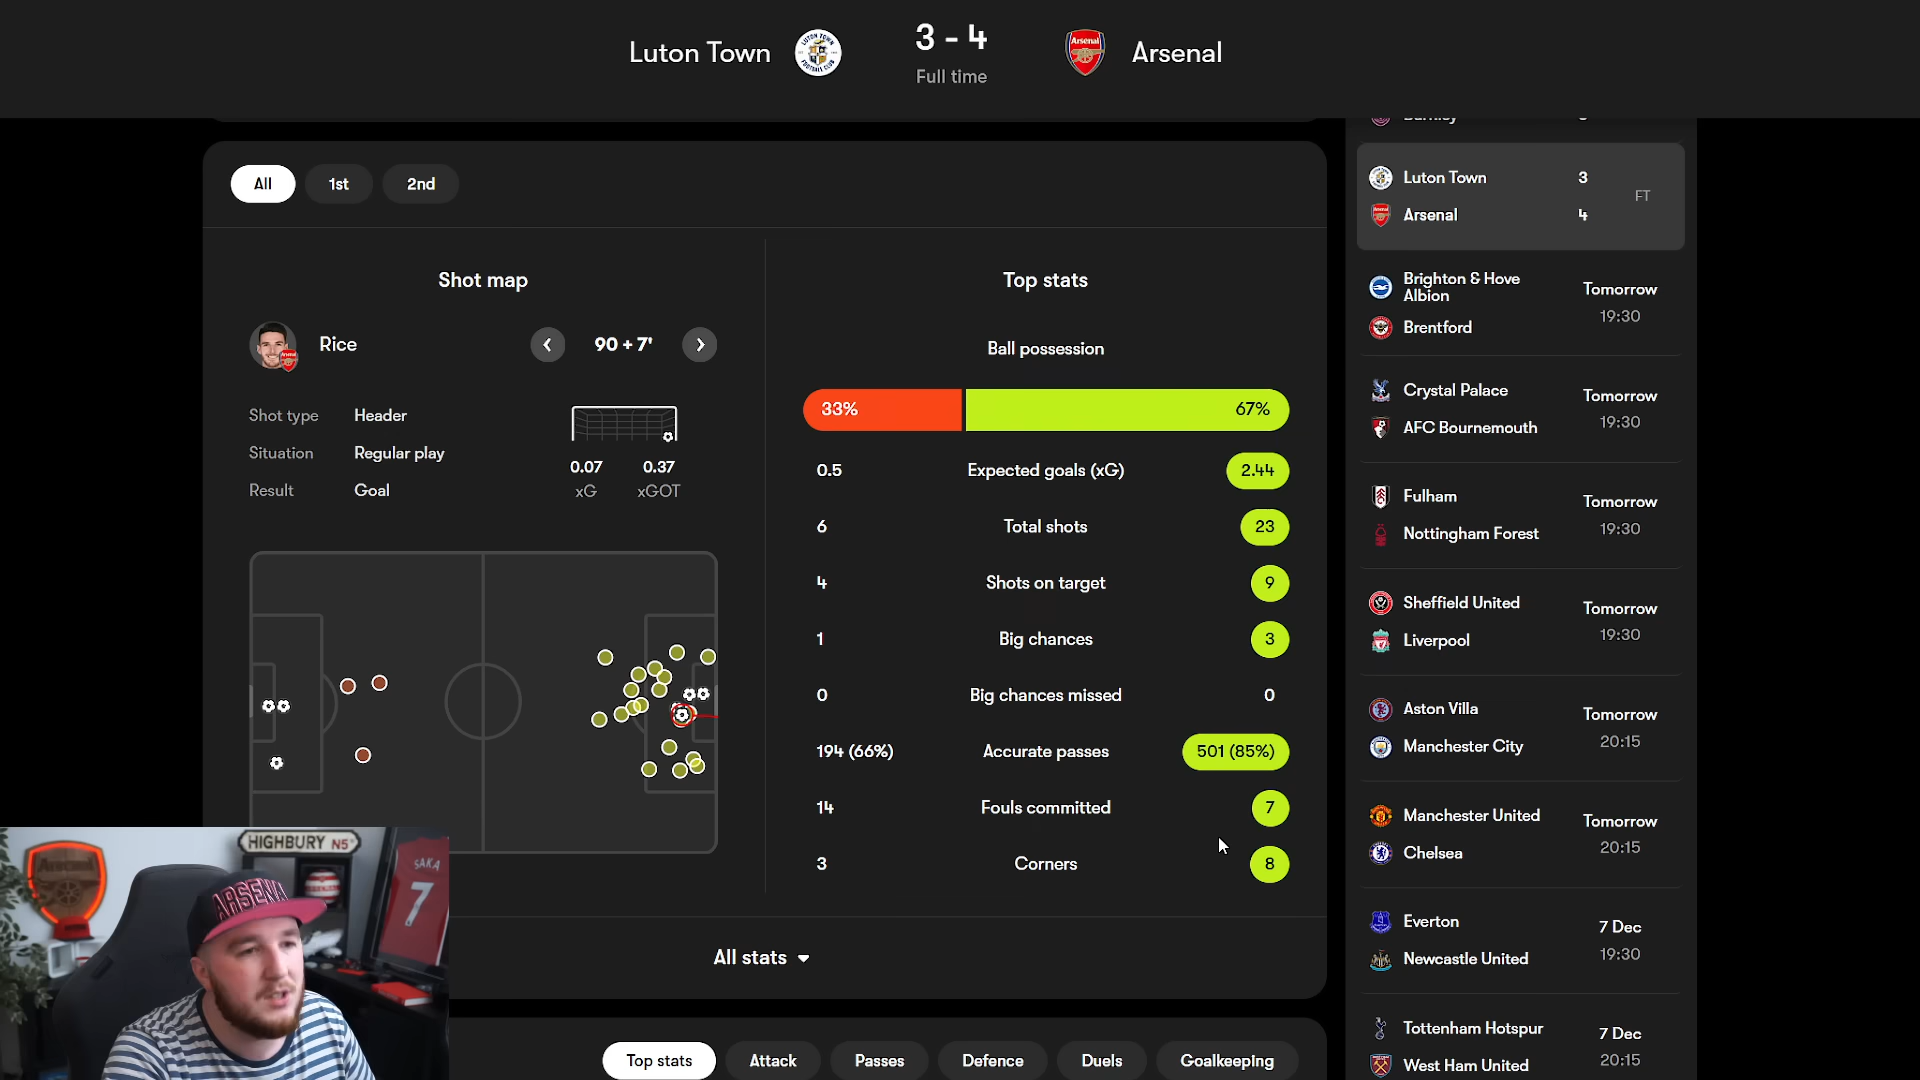 Luton Town
3 - 4
Full time
Arsenal
All
1st
2nd
Shot map
Rice
90 + 7'
Shot type Header
Situation Regular play
Result Goal
0.07 0.37
xG xGOT
Top stats
Ball possession
33% 67%
0.5 Expected goals (xG) 2.44
6 Total shots 23
4 Shots on target 9
1 Big chances 3
0 Big chances missed 0
194 (66%) Accurate passes 501 (85%)
14 Fouls committed 7
3 Corners 8
All stats
Top stats Attack Passes Defence Duels Goalkeeping
Burnley
Luton Town 3
FT
Arsenal 4
Brighton & Hove
Albion
Tomorrow
19:30
Brentford
Crystal Palace
Tomorrow
19:30
AFC Bournemouth
Fulham
Tomorrow
19:30
Nottingham Forest
Sheffield United
Tomorrow
19:30
Liverpool
Aston Villa
Tomorrow
20:15
Manchester City
Manchester United
Tomorrow
20:15
Chelsea
Everton
7 Dec
19:30
Newcastle United
Tottenham Hotspur
7 Dec
20:15
West Ham United
HIGHBURY N5
SAKA
7
ARSENAL